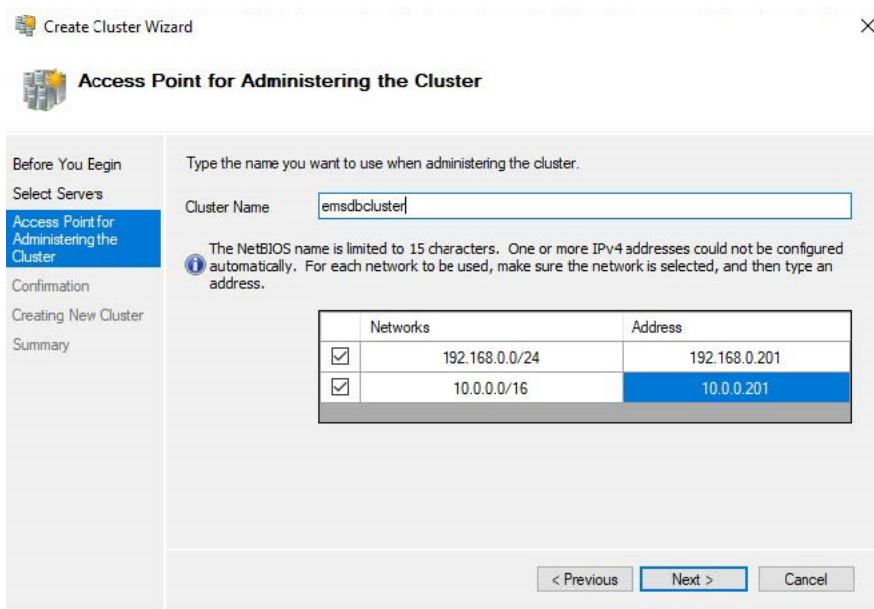 Create Cluster Wizard
Access Point for Administering the Cluster
Before You Begin
Select Servers
Access Point for
Administering the
Cluster
Confirmation
Creating New Cluster
Summary
Type the name you want to use when administering the cluster.
Cluster Name emsdbcluster
The NetBIOS name is limited to 15 characters. One or more IPv4 addresses could not be configured
automatically. For each network to be used, make sure the network is selected, and then type an
address.
Networks Address
192.168.0.0/24 192.168.0.201
10.0.0.0/16 10.0.0.201
< Previous Next > Cancel